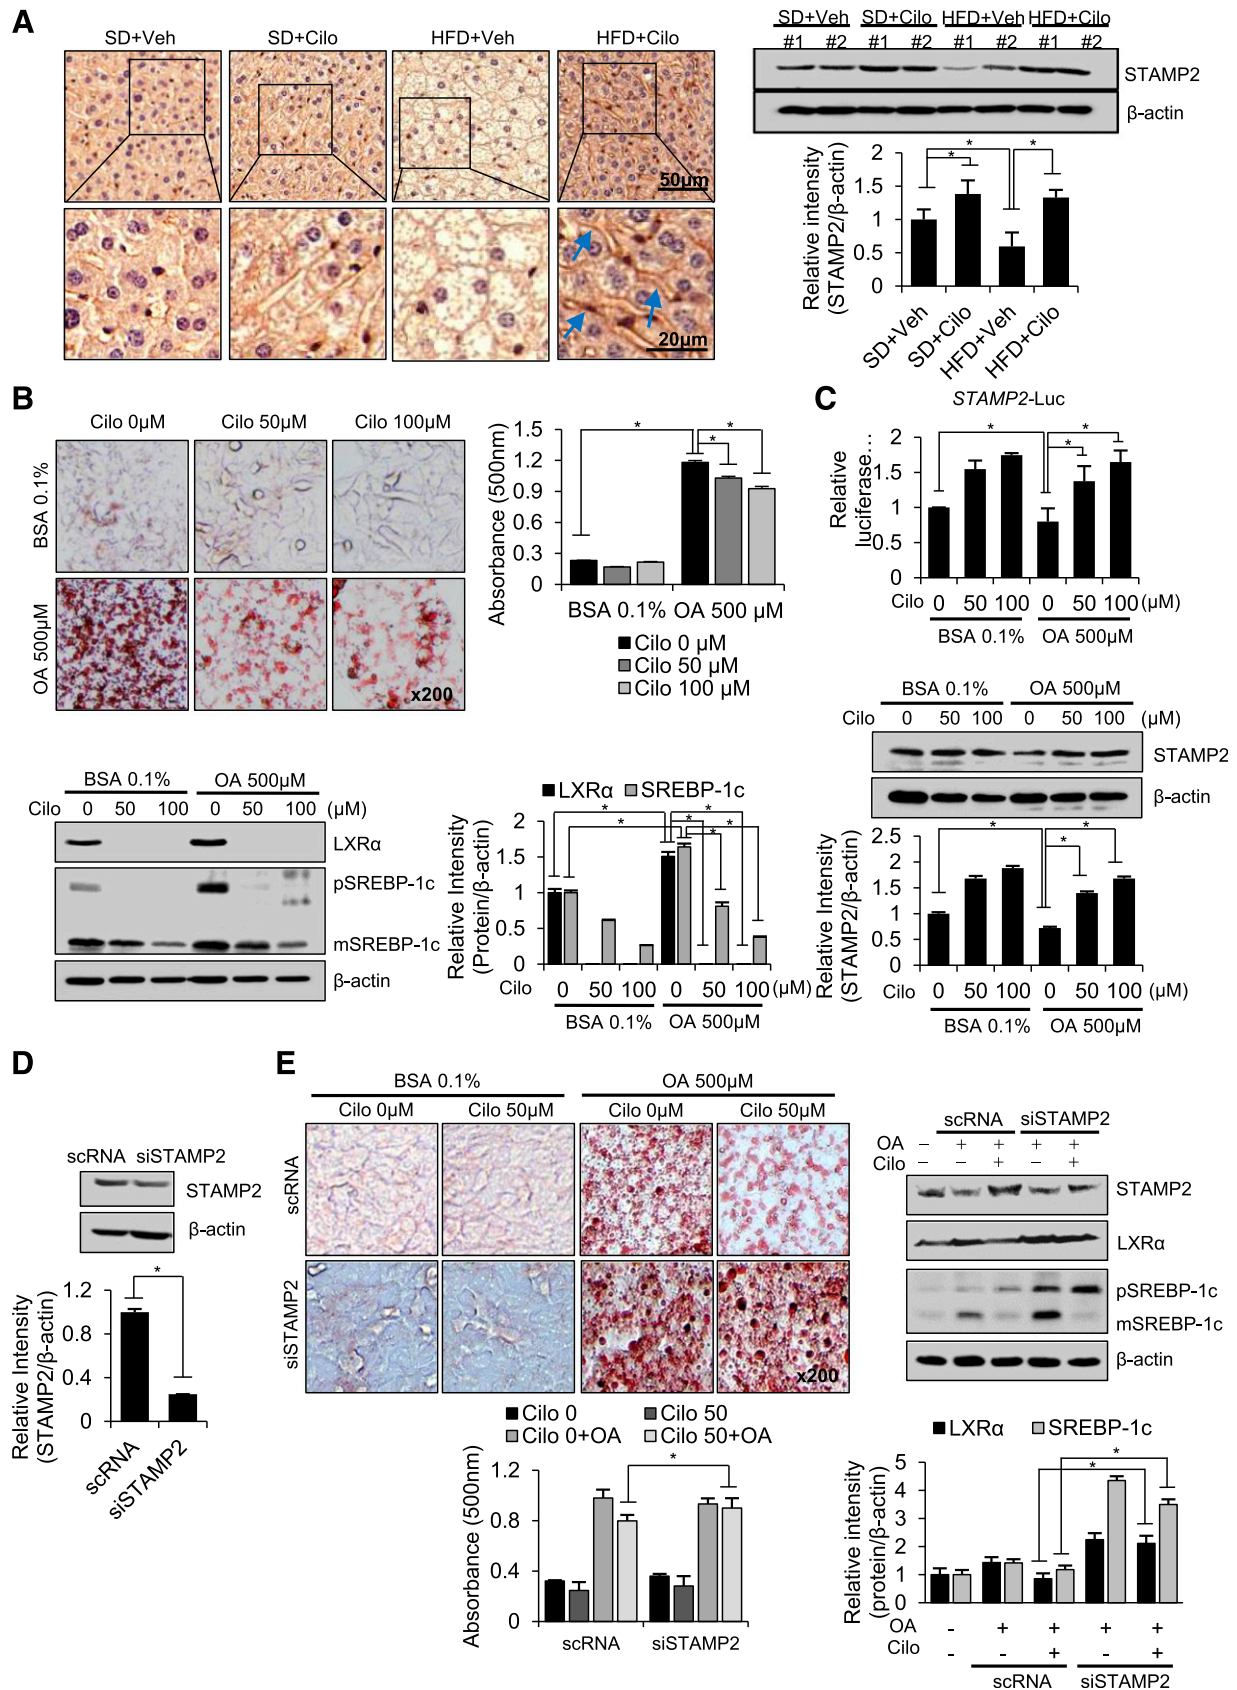 A
SD+Veh SD+Cilo HFD+Veh HFD+Cilo
50µm
20µm
SD+Veh SD+Cilo HFD+Veh HFD+Cilo
#1 #2 #1 #2 #1 #2 #1 #2
STAMP2
β-actin
Relative intensity
(STAMP2/β-actin)
2
1.5
1
0.5
0
* * *
SD+Veh
SD+Cilo
HFD+Veh
HFD+Cilo
B
Cilo 0µM Cilo 50µM Cilo 100µM
BSA 0.1%
OA 500µM
x200
Absorbance (500nm)
1.5
1.2
0.9
0.6
0.3
0
* * *
BSA 0.1% OA 500 µM
Cilo 0 µM
Cilo 50 µM
Cilo 100 µM
BSA 0.1% OA 500µM
Cilo 0 50 100 0 50 100 (µM)
LXRα
pSREBP-1c
mSREBP-1c
β-actin
LXRα SREBP-1c
Relative Intensity
(Protein/β-actin)
2
1.5
1
0.5
0
* * * * * *
Cilo 0 50 100 0 50 100 (µM)
BSA 0.1% OA 500µM
C
STAMP2-Luc
Relative
luciferase…
2
1.5
1
0.5
0
* * *
Cilo 0 50 100 0 50 100 (µM)
BSA 0.1% OA 500µM
BSA 0.1% OA 500µM
Cilo 0 50 100 0 50 100 (µM)
STAMP2
β-actin
Relative Intensity
(STAMP2/β-actin)
2.5
2
1.5
1
0.5
0
* * *
Cilo 0 50 100 0 50 100 (µM)
BSA 0.1% OA 500µM
D
scRNA siSTAMP2
STAMP2
β-actin
Relative Intensity
(STAMP2/β-actin)
1.2
0.8
0.4
0
*
scRNA
siSTAMP2
E
BSA 0.1% OA 500µM
Cilo 0µM Cilo 50µM Cilo 0µM Cilo 50µM
scRNA
siSTAMP2
x200
Cilo 0 Cilo 50
Cilo 0+OA Cilo 50+OA
Absorbance (500nm)
1.2
0.8
0.4
0
*
scRNA siSTAMP2
scRNA siSTAMP2
OA − + + + +
Cilo − − + − +
STAMP2
LXRα
pSREBP-1c
mSREBP-1c
β-actin
LXRα SREBP-1c
Relative intensity
(protein/β-actin)
5
4
3
2
1
0
* *
OA - + + + +
Cilo - - + - +
scRNA siSTAMP2